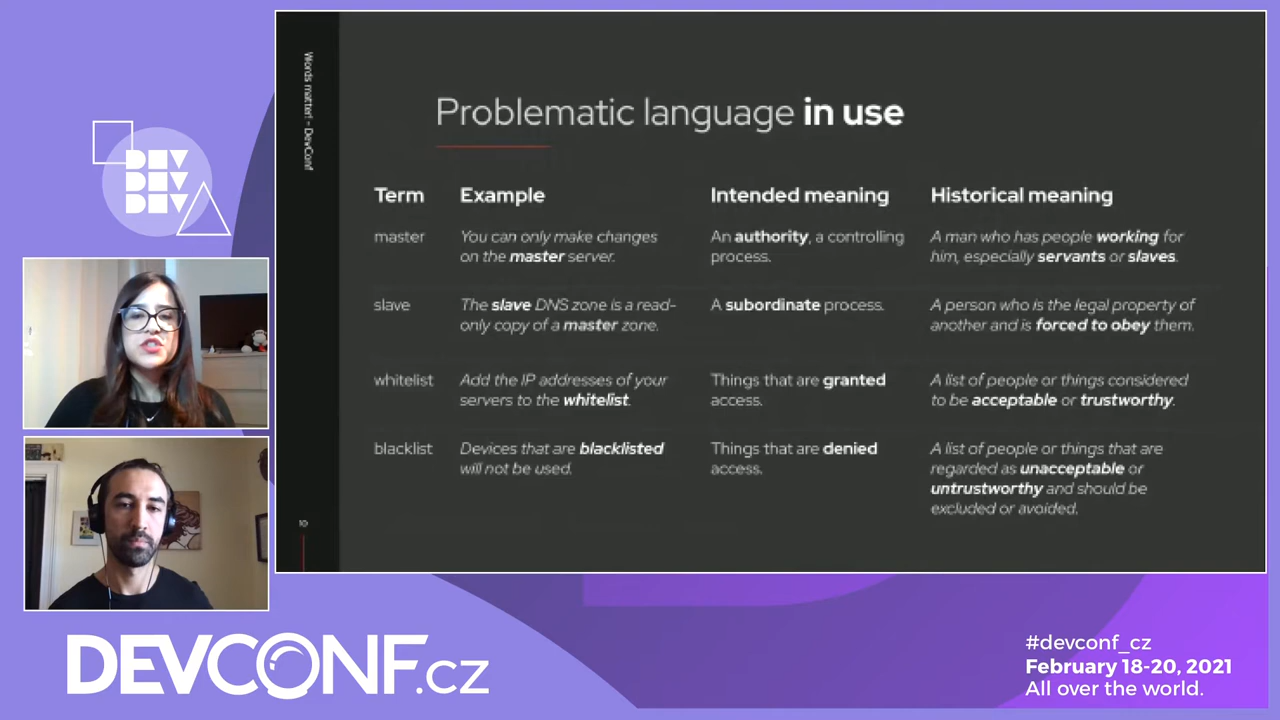 Words matter! - DevConf
Problematic language in use
Term Example Intended meaning Historical meaning
master You can only make changes An authority, a controlling A man who has people working for
on the master server. process. him, especially servants or slaves.
slave The slave DNS zone is a read- A subordinate process. A person who is the legal property of
only copy of a master zone. another and is forced to obey them.
whitelist Add the IP addresses of your Things that are granted A list of people or things considered
servers to the whitelist. access. to be acceptable or trustworthy.
blacklist Devices that are blacklisted Things that are denied A list of people or things that are
will not be used. access. regarded as unacceptable or
untrustworthy and should be
excluded or avoided.
10
DEV
DEV
DEV
DEVCONF.cz
#devconf_cz
February 18-20, 2021
All over the world.